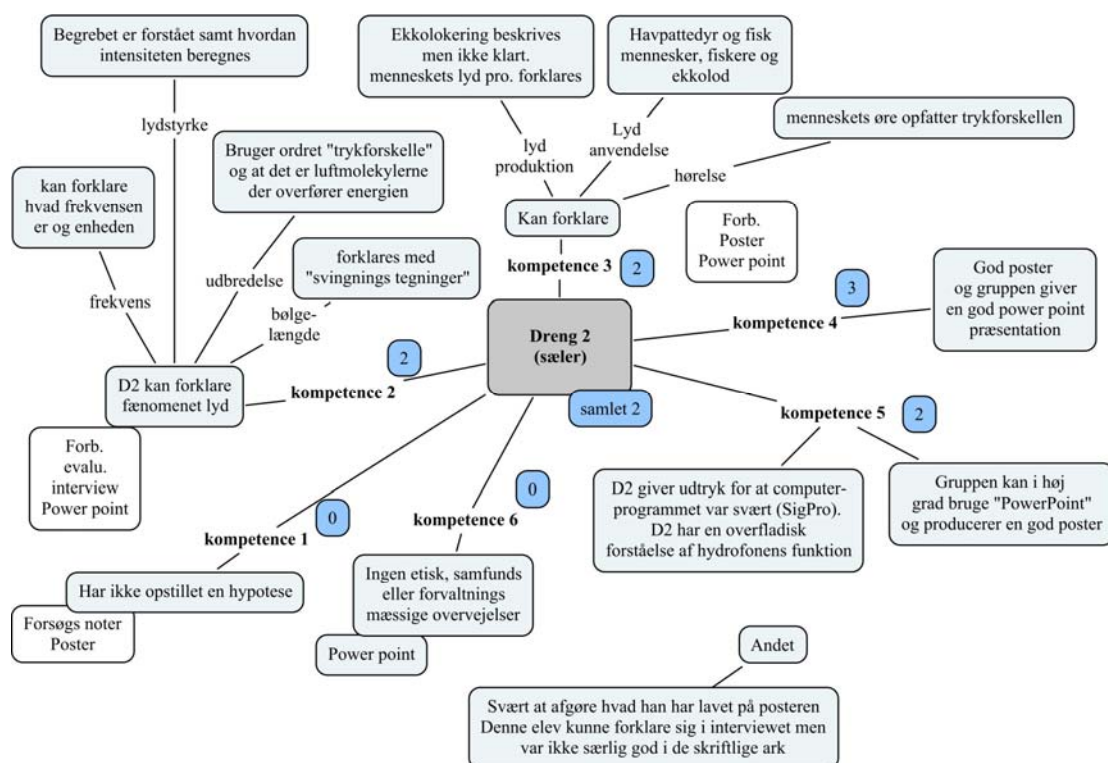 Begrebet er forstået samt hvordan
intensiteten beregnes
Ekkolokering beskrives
men ikke klart.
menneskets lyd pro. forklares
Havpattedyr og fisk
mennesker, fiskere og
ekkolod
lydstyrke
Bruger ordret "trykforskelle"
og at det er luftmolekylerne
der overfører energien
lyd
produktion
Lyd
anvendelse
menneskets øre opfatter trykforskellen
hørelse
kan forklare
hvad frekvensen
er og enheden
Kan forklare
Forb.
Poster
Power point
forklares med
"svingnings tegninger"
udbredelse
kompetence 3
2
frekvens
bølge-
længde
3
kompetence 4
God poster
og gruppen giver
en god power point
præsentation
Dreng 2
(sæler)
samlet 2
D2 kan forklare
fænomenet lyd
2
kompetence 2
kompetence 5
2
Forb.
evalu.
interview
Power point
0
kompetence 1
0
kompetence 6
D2 giver udtryk for at computer-
programmet var svært (SigPro).
D2 har en overfladisk
forståelse af hydrofonens funktion
Gruppen kan i høj
grad bruge "PowerPoint"
og producerer en god poster
Har ikke opstillet en hypotese
Forsøgs noter
Poster
Ingen etisk, samfunds
eller forvaltnings
mæssige overvejelser
Power point
Andet
Svært at afgøre hvad han har lavet på posteren
Denne elev kunne forklare sig i interviewet men
var ikke særlig god i de skriftlige ark